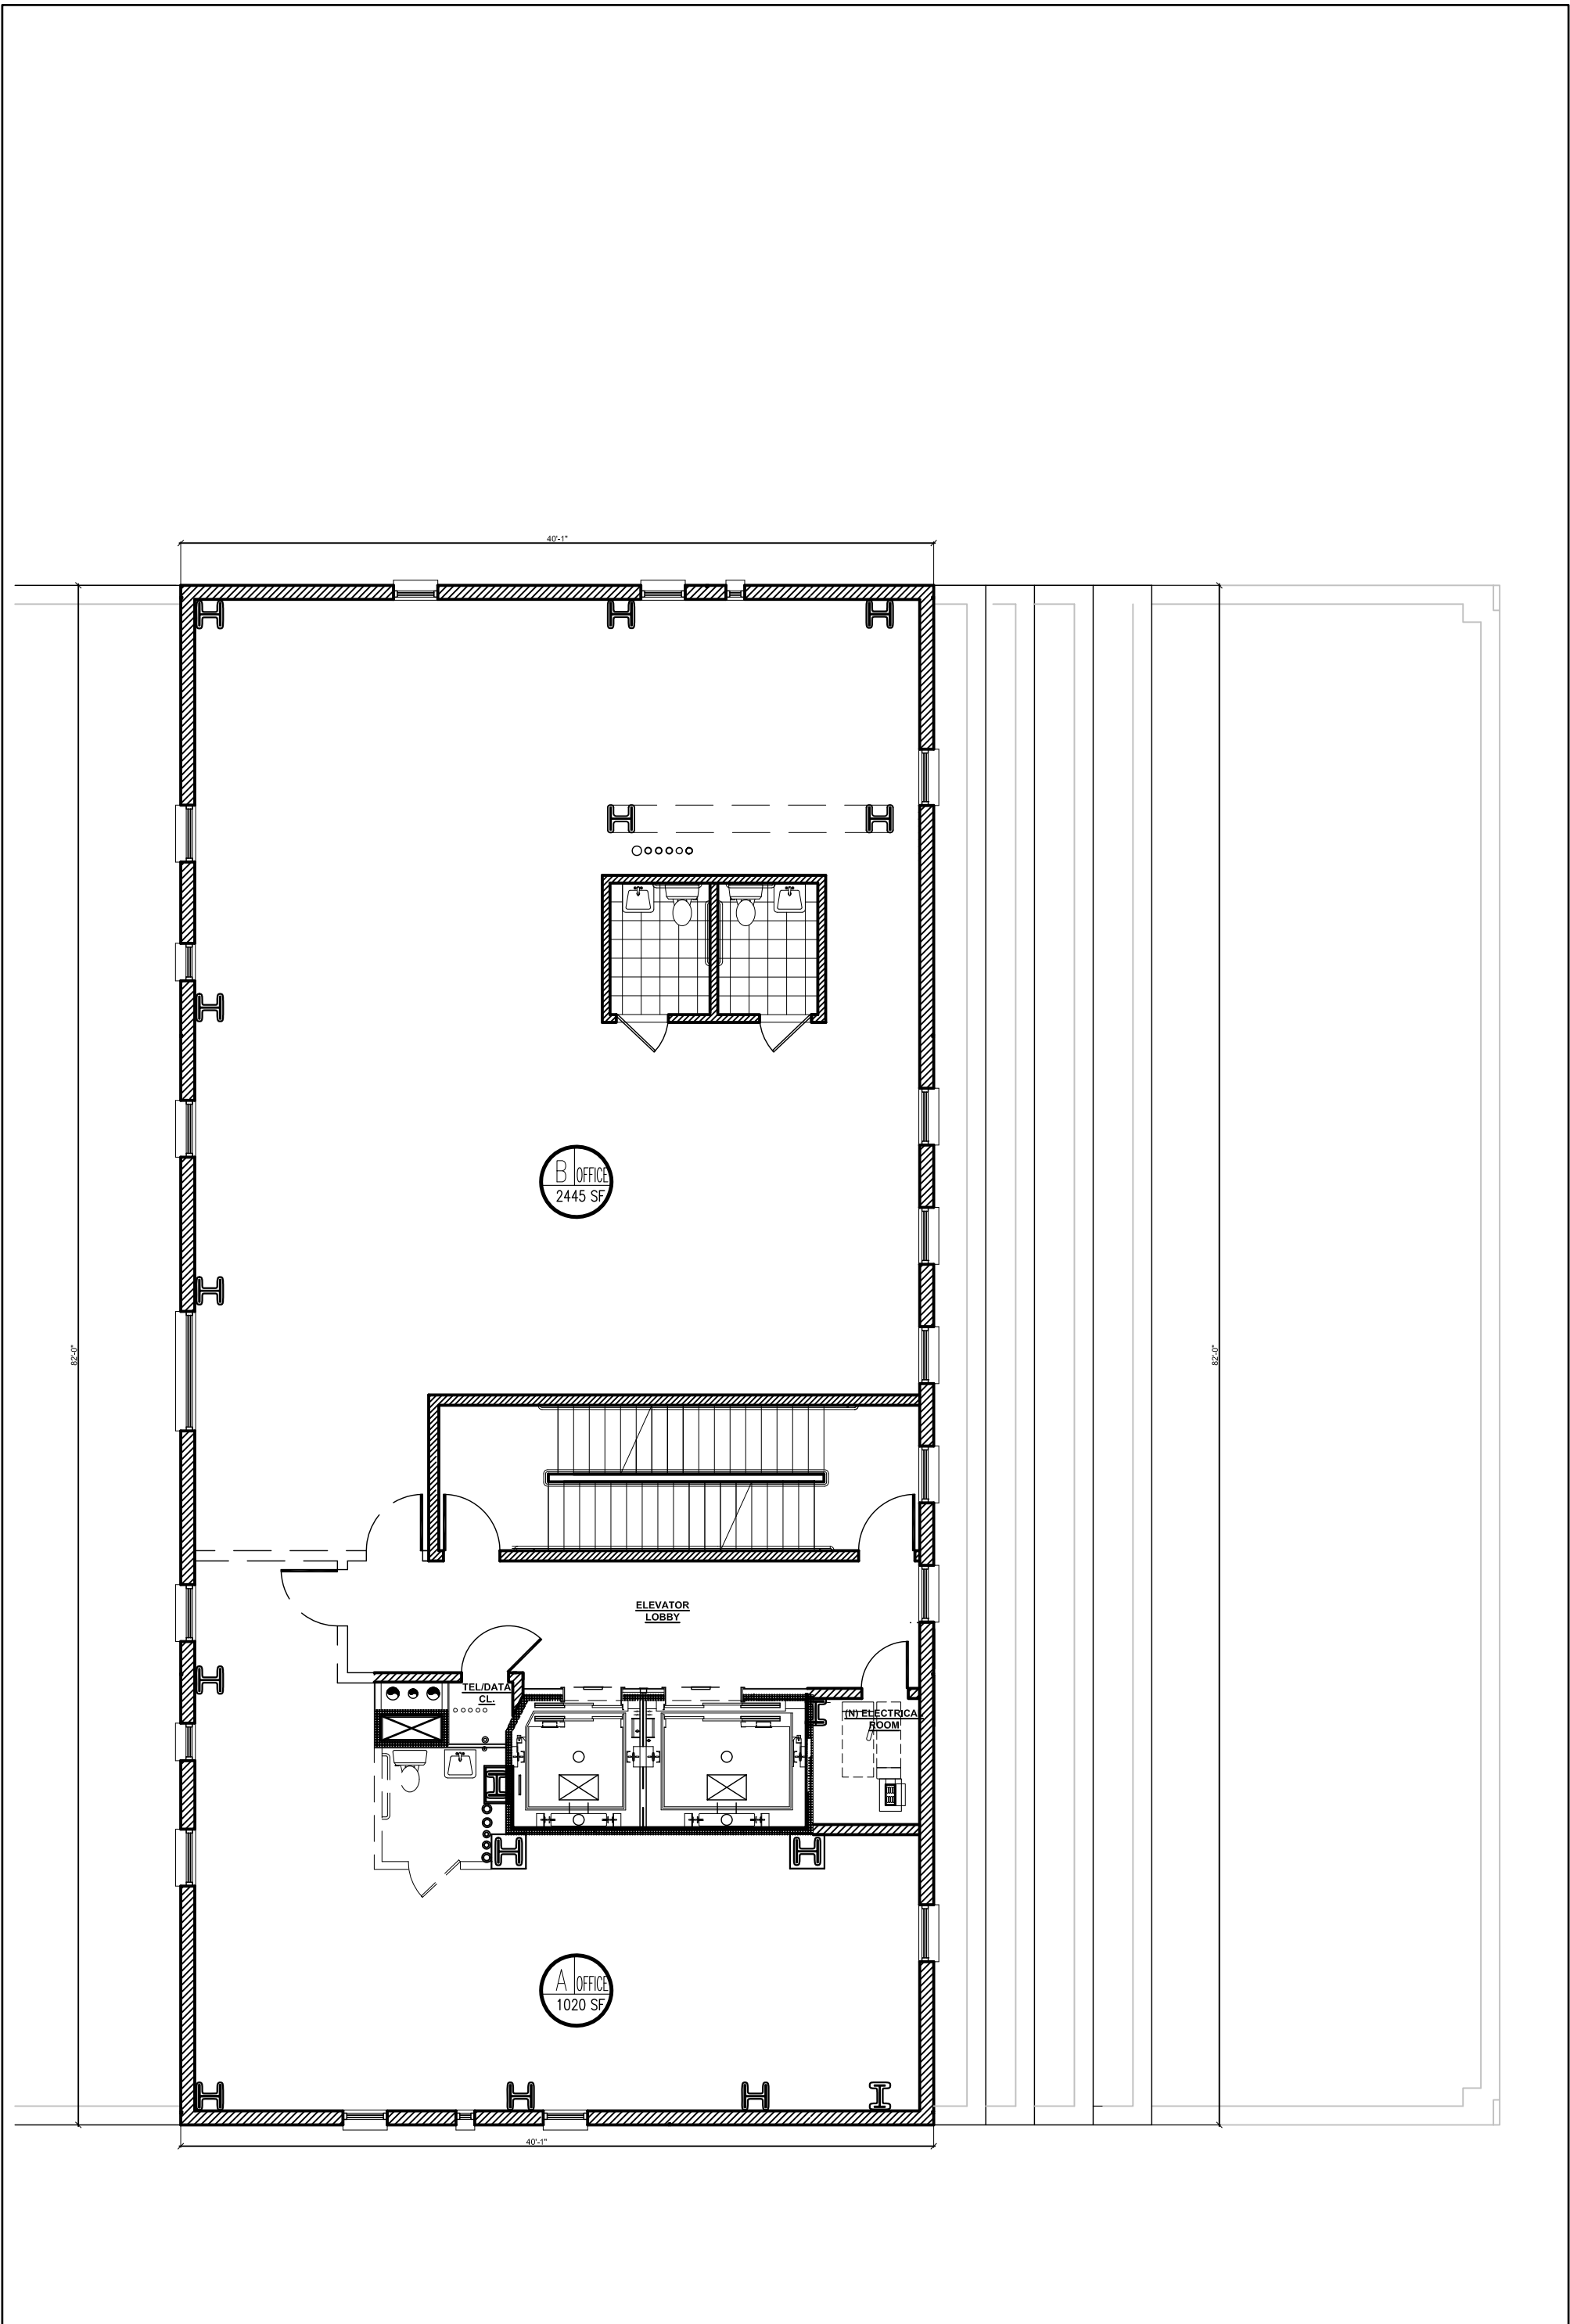 40'-1"
B OFFICE
2445 SF
82'-0"
82'-0"
ELEVATOR
LOBBY
TEL/DATA
CL.
(N) ELECTRICAL
ROOM
A OFFICE
1020 SF
40'-1"